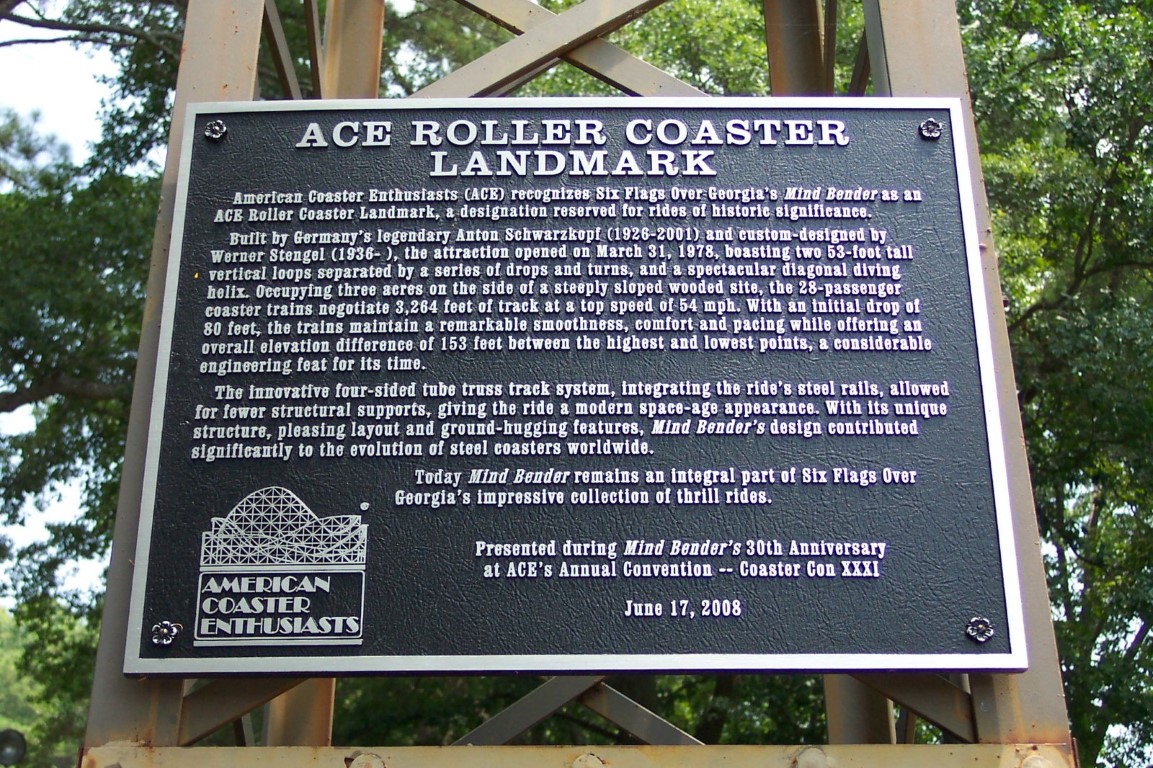 ACE ROLLER COASTER
LANDMARK
American Coaster Enthusiasts (ACE) recognizes Six Flags Over Georgia's Mind Bender as an
ACE Roller Coaster Landmark, a designation reserved for rides of historic significance.
Built by Germany's legendary Anton Schwarzkopf (1926-2001) and custom-designed by
Werner Stengel (1936- ), the attraction opened on March 31, 1978, boasting two 53-foot tall
vertical loops separated by a series of drops and turns, and a spectacular diagonal diving
helix. Occupying three acres on the side of a steeply sloped wooded site, the 28-passenger
coaster trains negotiate 3,264 feet of track at a top speed of 54 mph. With an initial drop of
80 feet, the trains maintain a remarkable smoothness, comfort and pacing while offering an
overall elevation difference of 153 feet between the highest and lowest points, a considerable
engineering feat for its time.
The innovative four-sided tube truss track system, integrating the ride's steel rails, allowed
for fewer structural supports, giving the ride a modern space-age appearance. With its unique
structure, pleasing layout and ground-hugging features, Mind Bender's design contributed
significantly to the evolution of steel coasters worldwide.
Today Mind Bender remains an integral part of Six Flags Over
Georgia's impressive collection of thrill rides.
Presented during Mind Bender's 30th Anniversary
at ACE's Annual Convention -- Coaster Con XXXI
June 17, 2008
®
AMERICAN
COASTER
ENTHUSIASTS